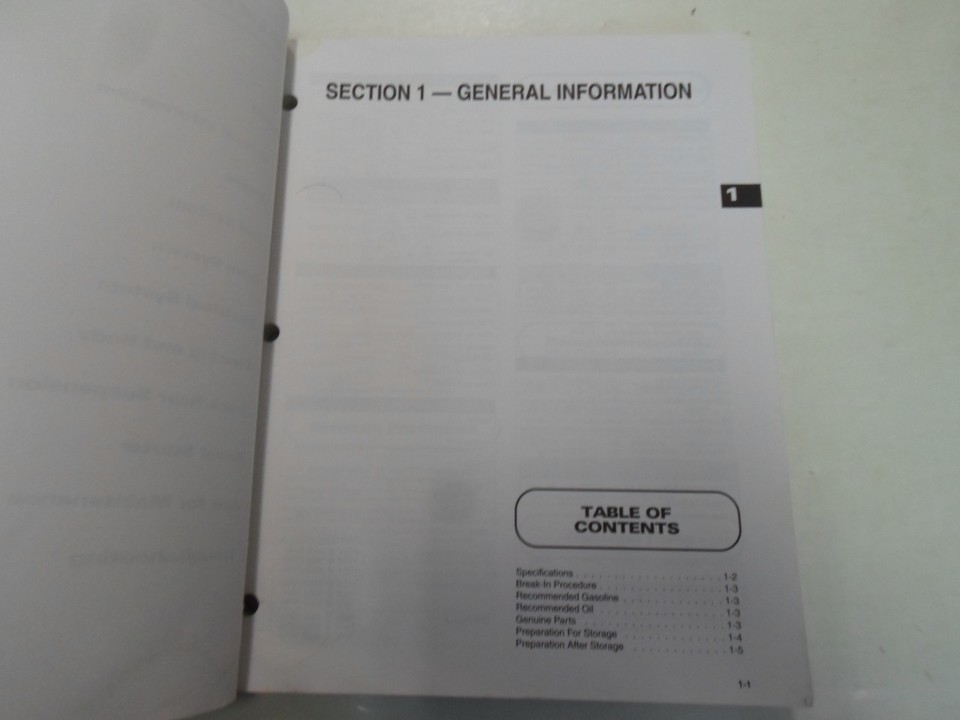 SECTION 1 — GENERAL INFORMATION
1
TABLE OF
CONTENTS
Specifications . . . . . . . . . . . . . . . . . . . . 1-2
Break-In Procedure . . . . . . . . . . . . . . . . . 1-3
Recommended Gasoline . . . . . . . . . . . . . . 1-3
Recommended Oil . . . . . . . . . . . . . . . . . . 1-3
Genuine Parts . . . . . . . . . . . . . . . . . . . . 1-3
Preparation For Storage . . . . . . . . . . . . . . 1-4
Preparation After Storage . . . . . . . . . . . . . 1-5
1-1